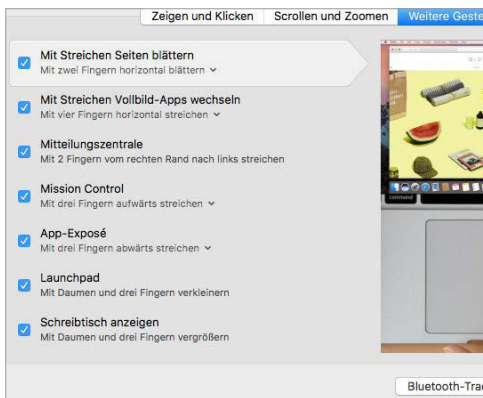 Zeigen und Klicken Scrollen und Zoomen Weitere Geste
Mit Streichen Seiten blättern
Mit zwei Fingern horizontal blättern
Mit Streichen Vollbild-Apps wechseln
Mit vier Fingern horizontal streichen
Mitteilungszentrale
Mit 2 Fingern vom rechten Rand nach links streichen
Mission Control
Mit drei Fingern aufwärts streichen
App-Exposé
Mit drei Fingern abwärts streichen
Launchpad
Mit Daumen und drei Fingern verkleinern
Schreibtisch anzeigen
Mit Daumen und drei Fingern vergrößern
command
Bluetooth-Trac